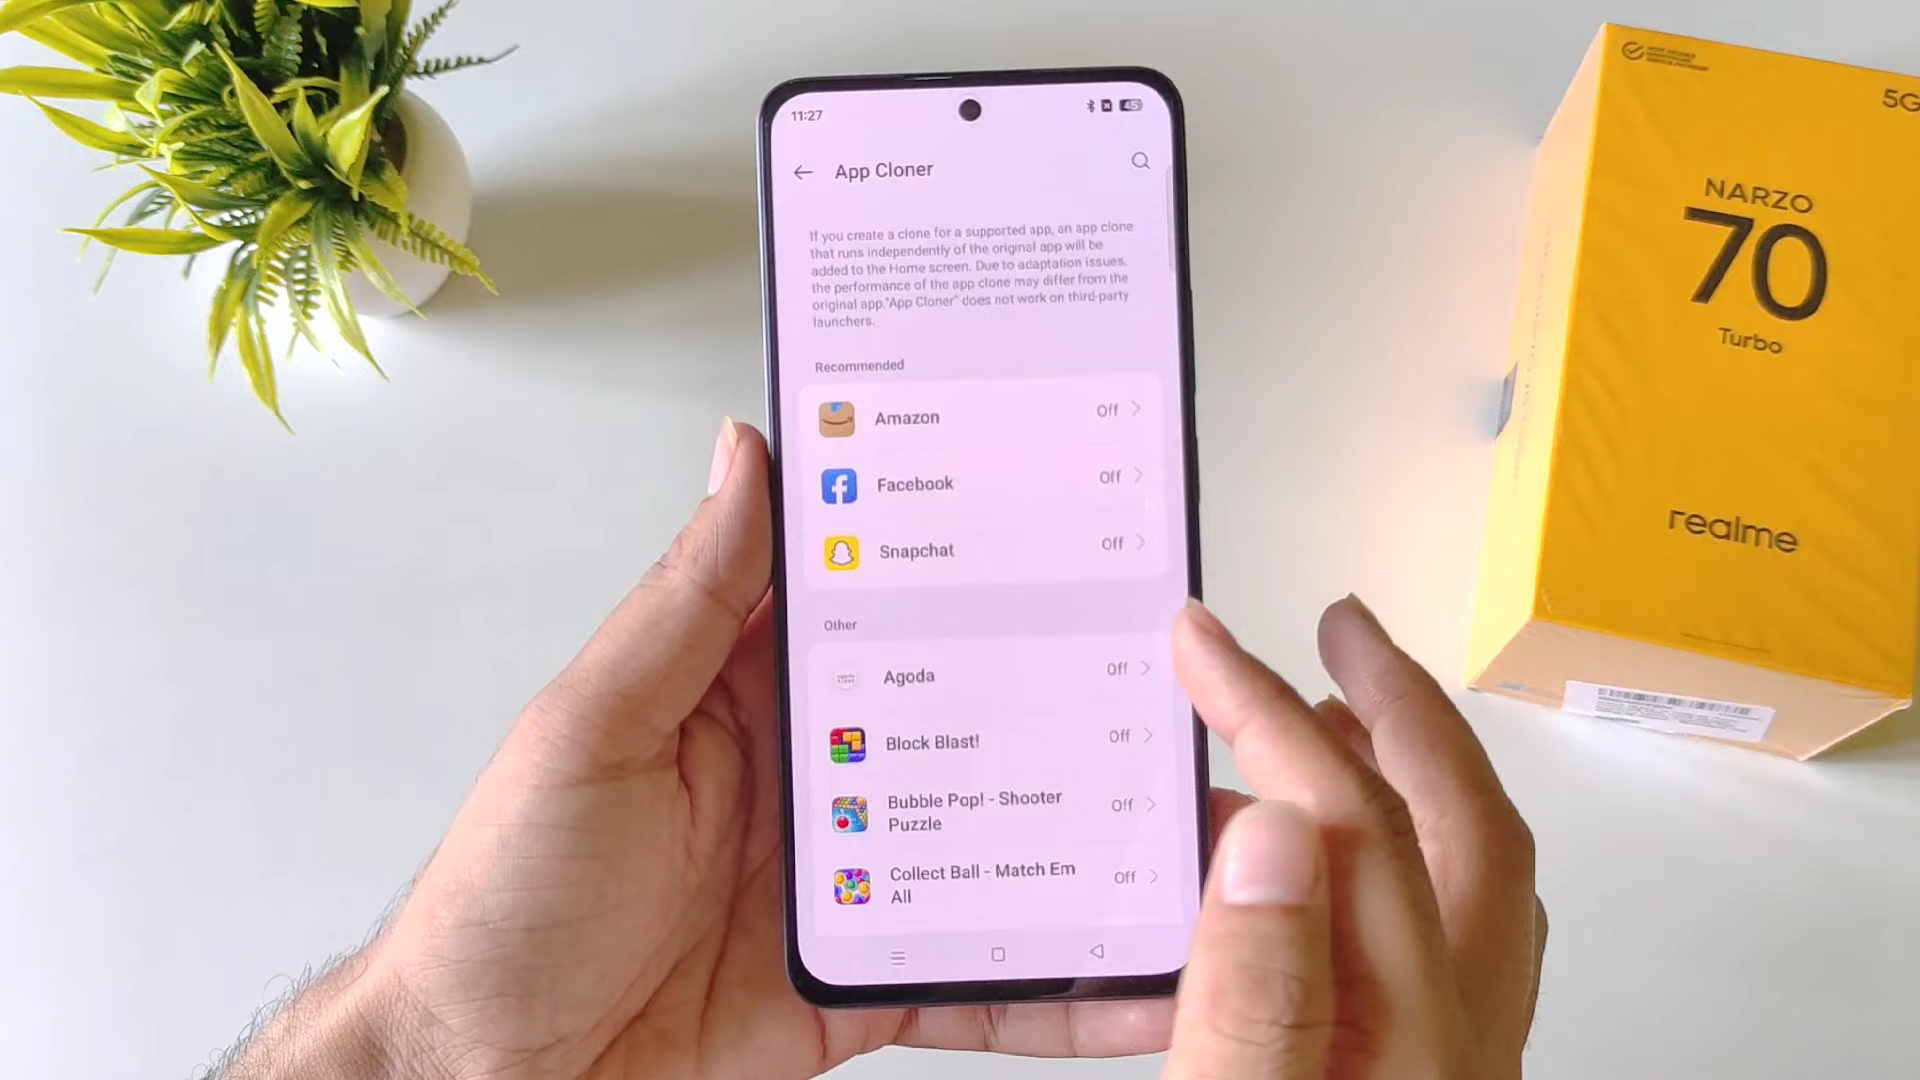 11:27
45
App Cloner
If you create a clone for a supported app, an app clone
that runs independently of the original app will be
added to the Home screen. Due to adaptation issues,
the performance of the app clone may differ from the
original app."App Cloner" does not work on third-party
launchers.
Recommended
Amazon Off
Facebook Off
Snapchat Off
Other
Agoda Off
Block Blast! Off
Bubble Pop! - Shooter
Puzzle Off
Collect Ball - Match Em
All Off
5G
NARZO
70
Turbo
realme